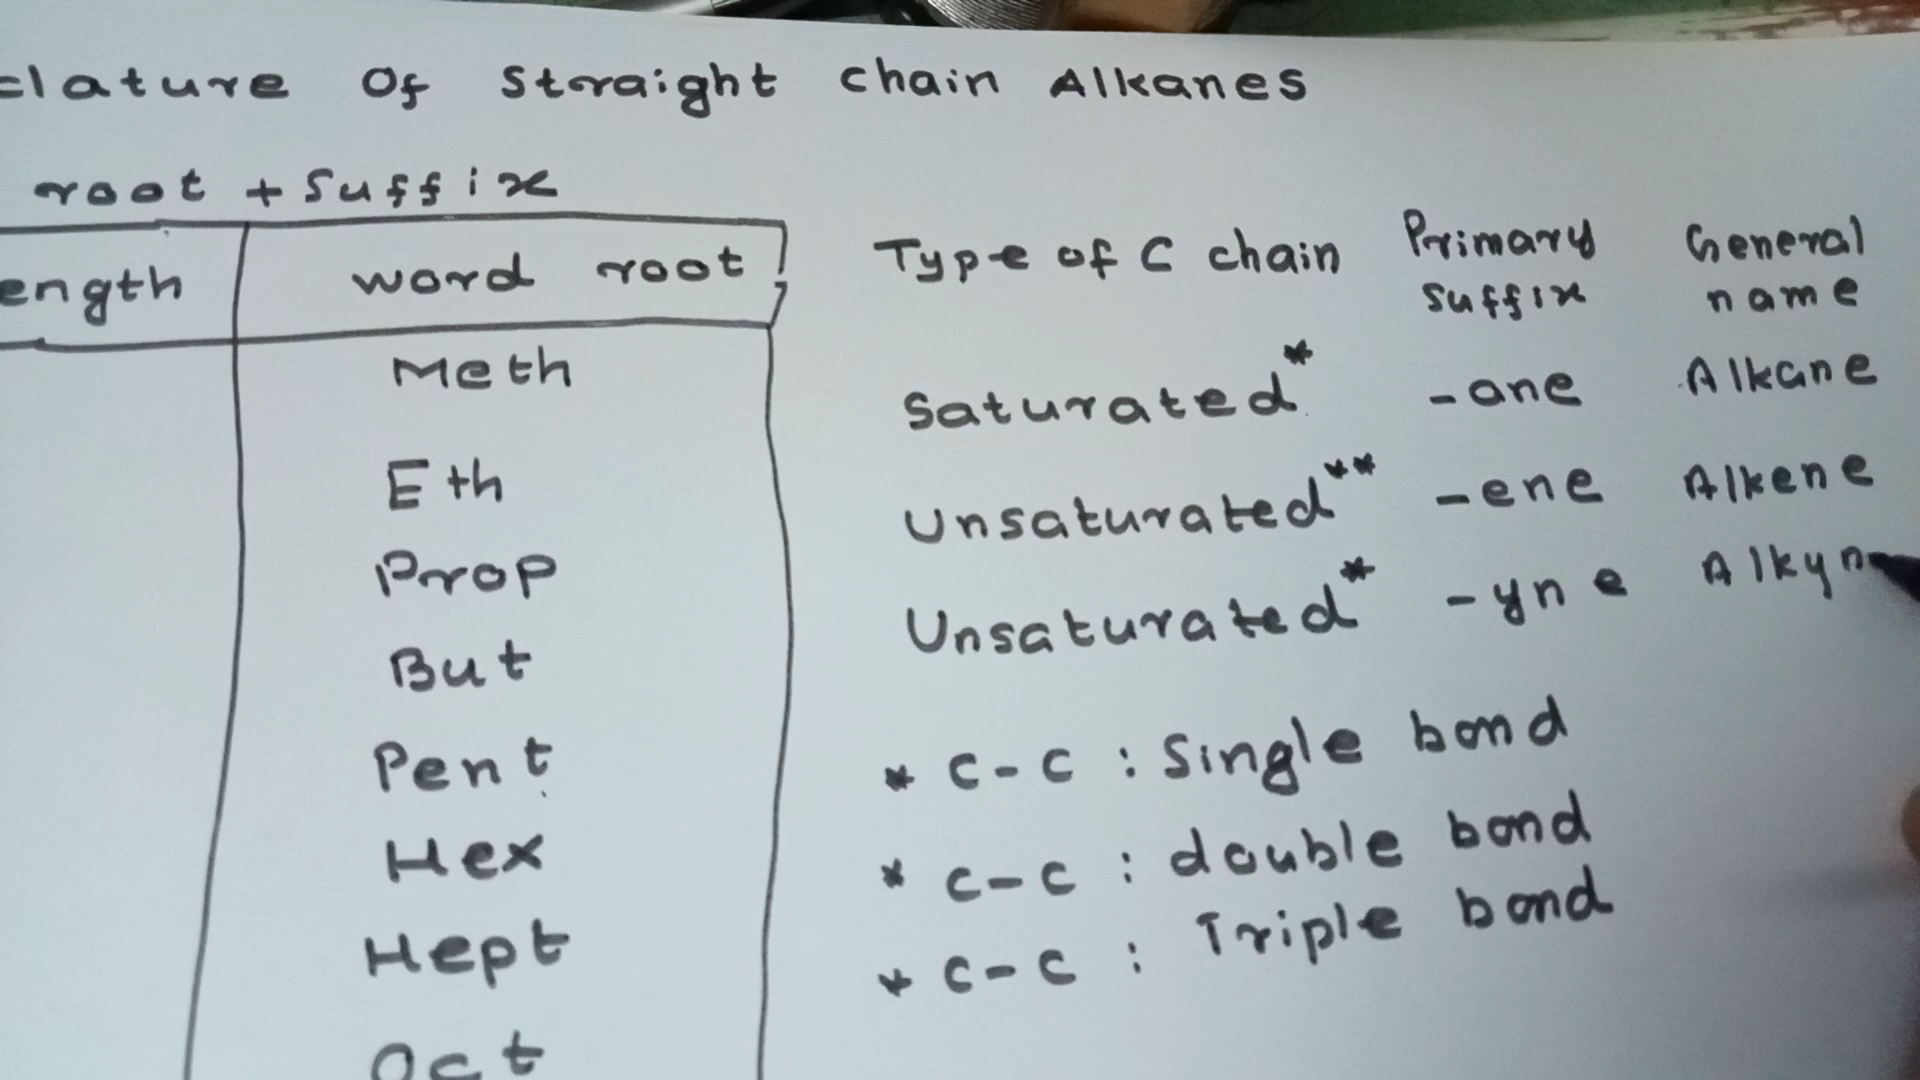 clature Of Straight chain Alkanes
root + Suffix
ength word root
Meth
Eth
Prop
But
Pent
Hex
Hept
Oct
Type of C chain Primary suffix General name
Saturated* -ane Alkane
Unsaturated** -ene Alkene
Unsaturated* -yne Alkyn
* C-C : Single bond
* C-C : double bond
* C-C : Triple bond